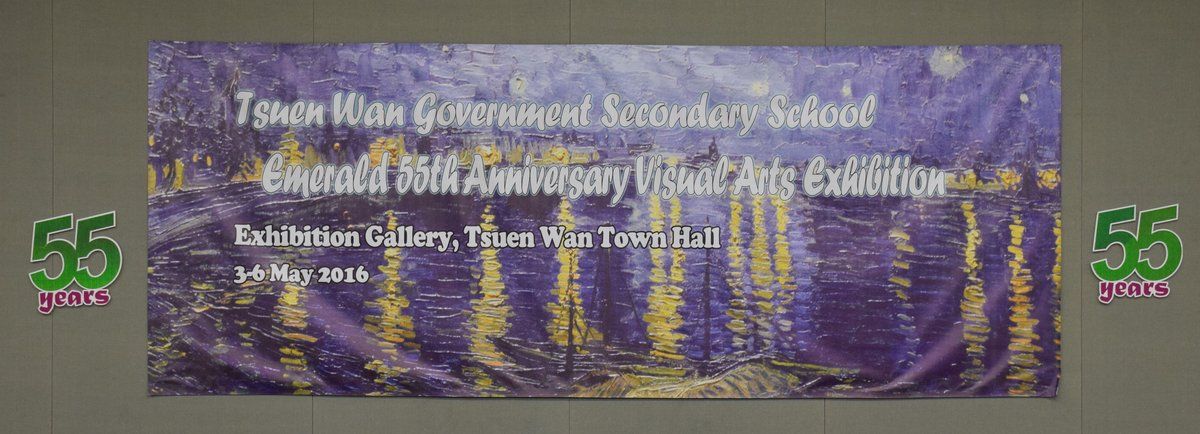 Tsuen Wan Government Secondary School
Emerald 55th Anniversary Visual Arts Exhibition
Exhibition Gallery, Tsuen Wan Town Hall
3-6 May 2016
55
years
55
years